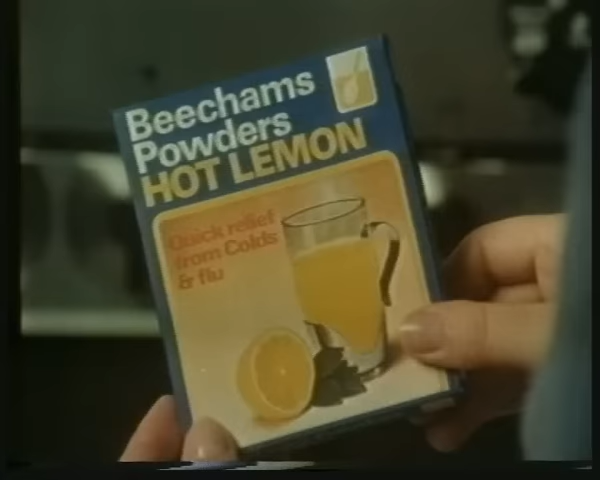 Beechams
Powders
HOT LEMON
Quick relief
from Colds
& flu